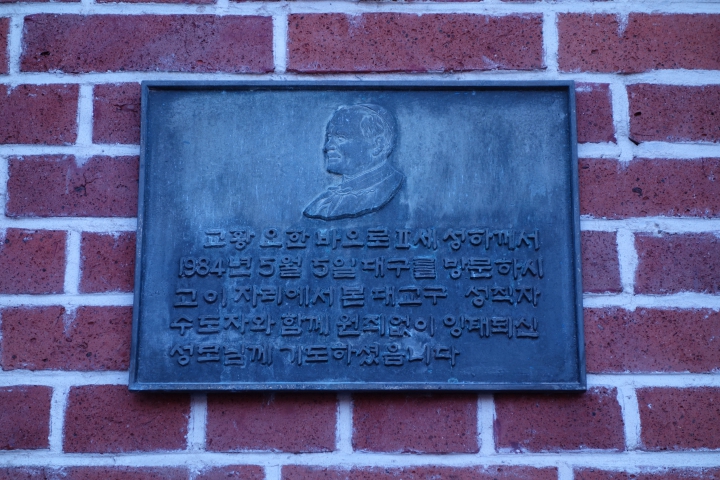 교황 요한 바오로 II세 성하께서
1984년 5월 5일 대구를 방문하시
고 이 자리에서 본 대교구 성직자
수도자와 함께 원죄없이 잉태되신
성모님께 기도하셨읍니다